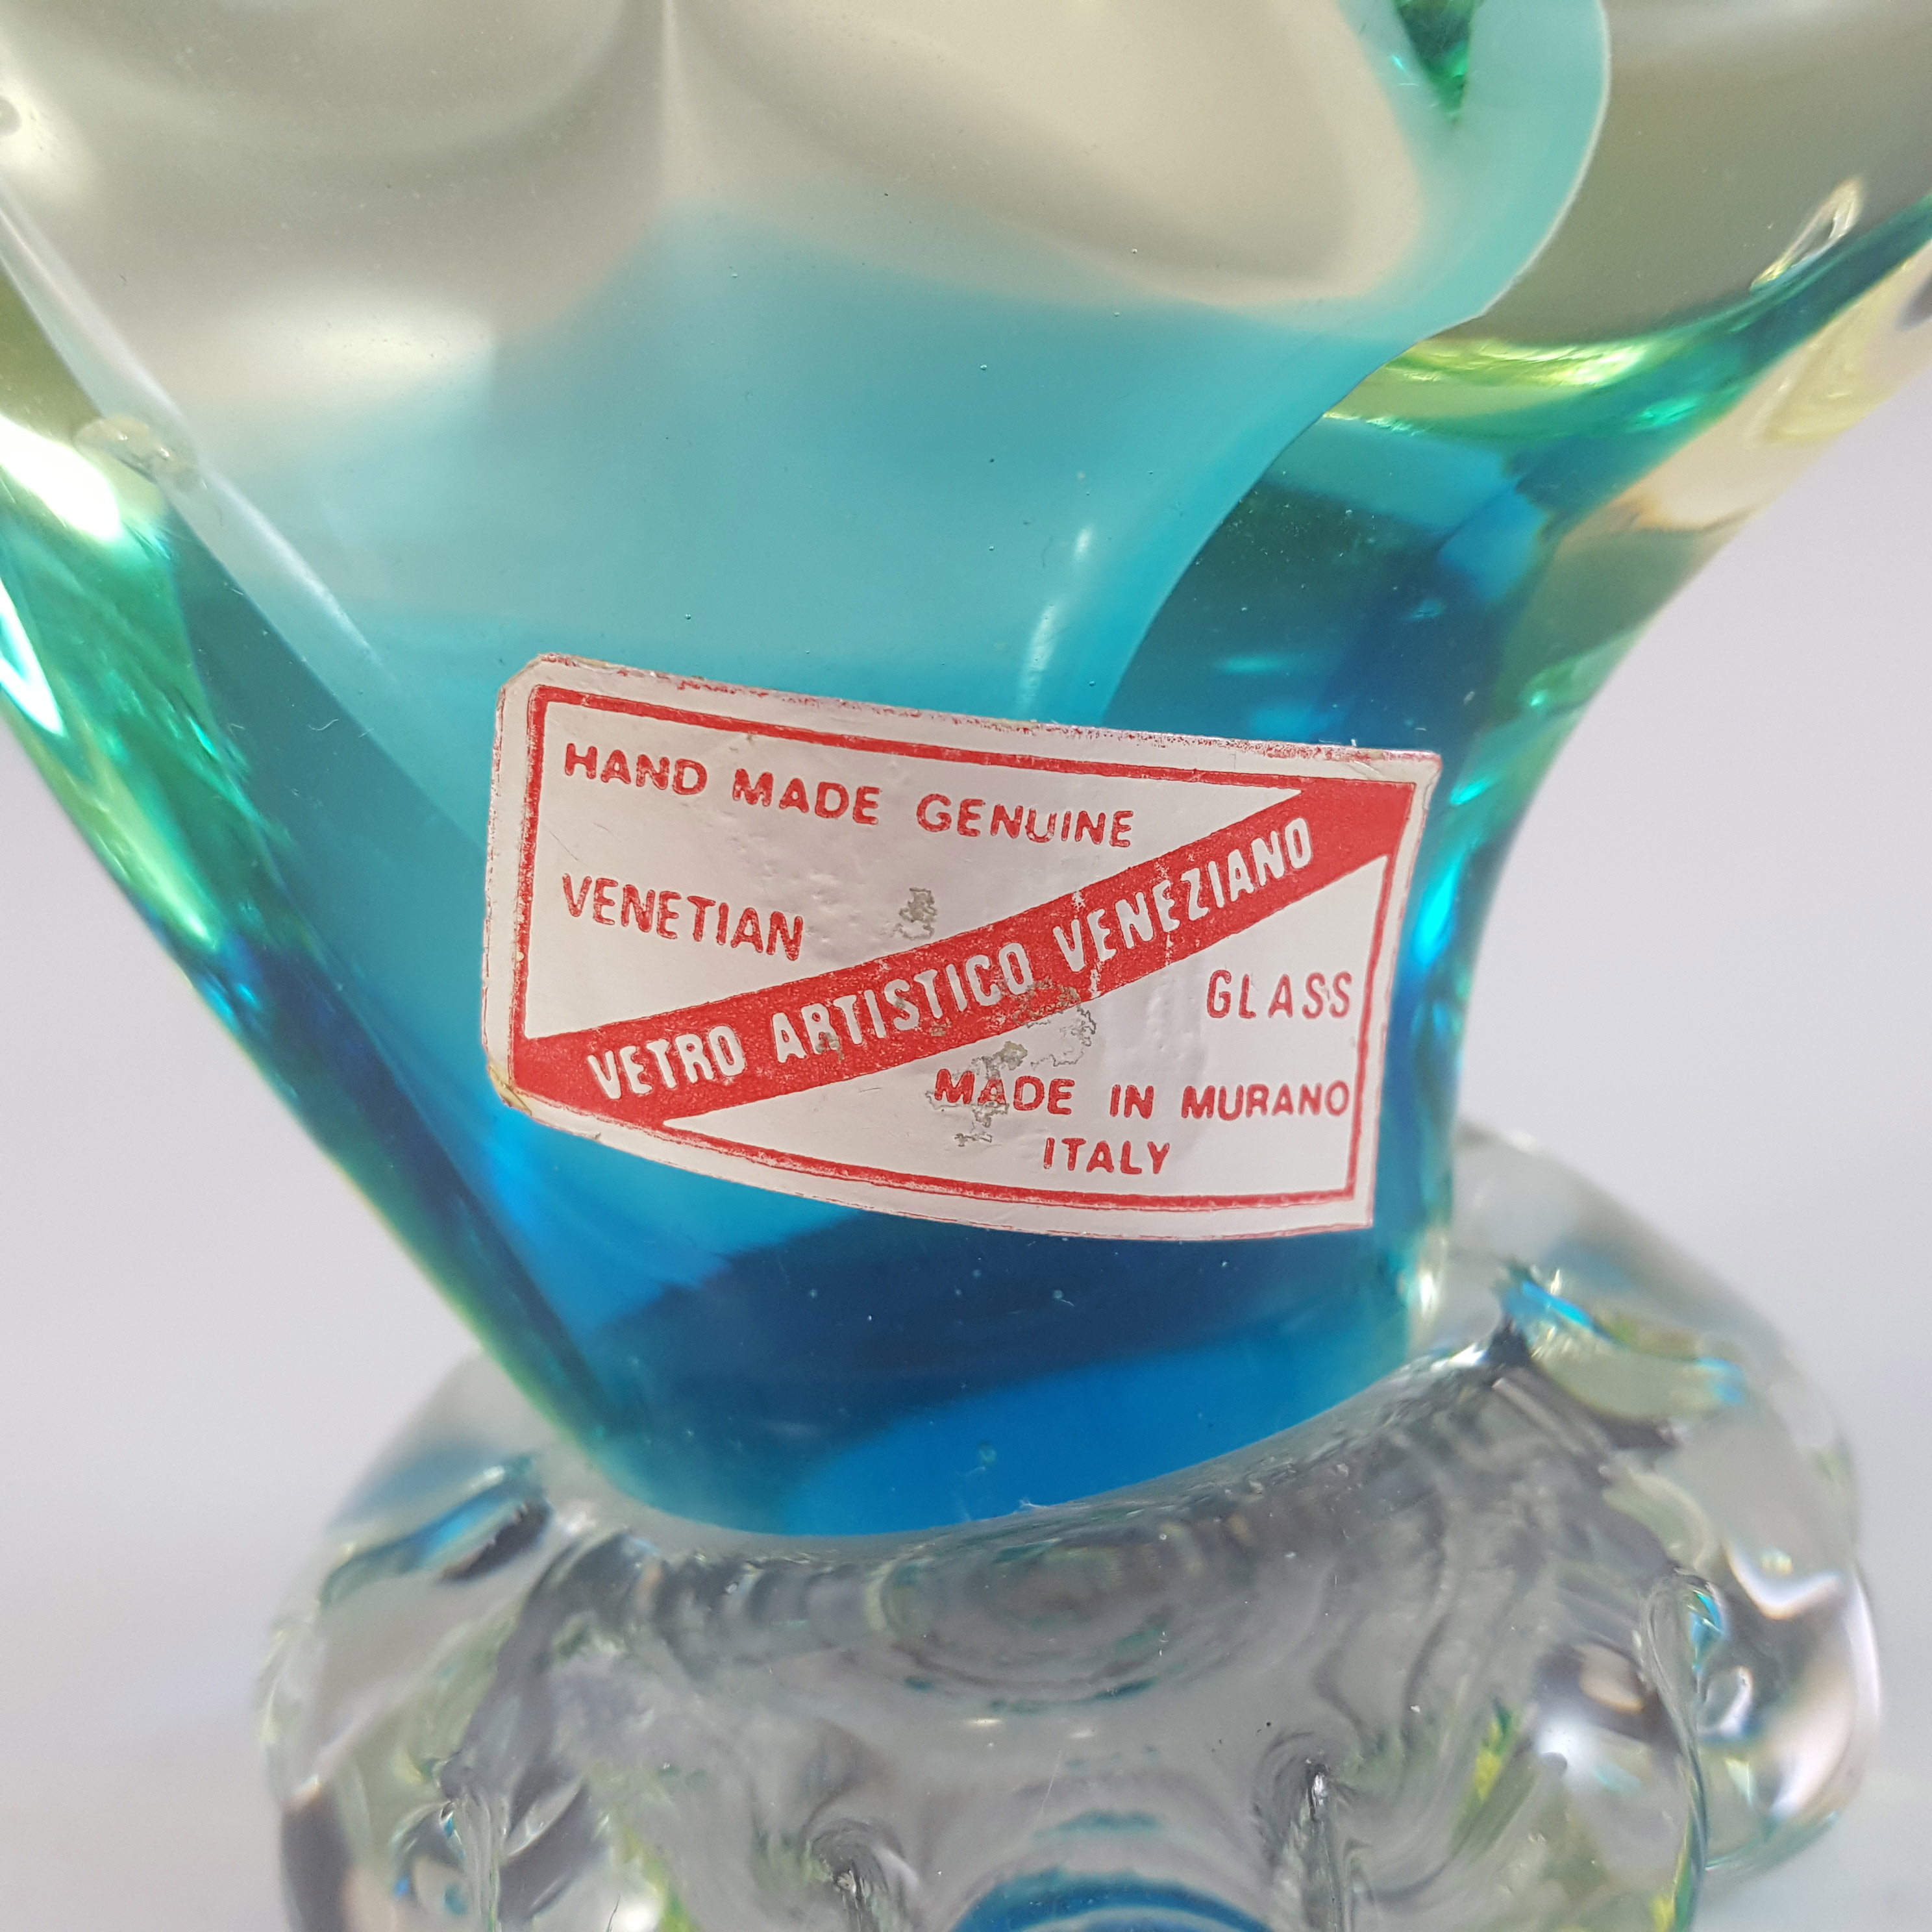 HAND MADE GENUINE
VENETIAN
VETRO ARTISTICO VENEZIANO
GLASS
MADE IN MURANO
ITALY